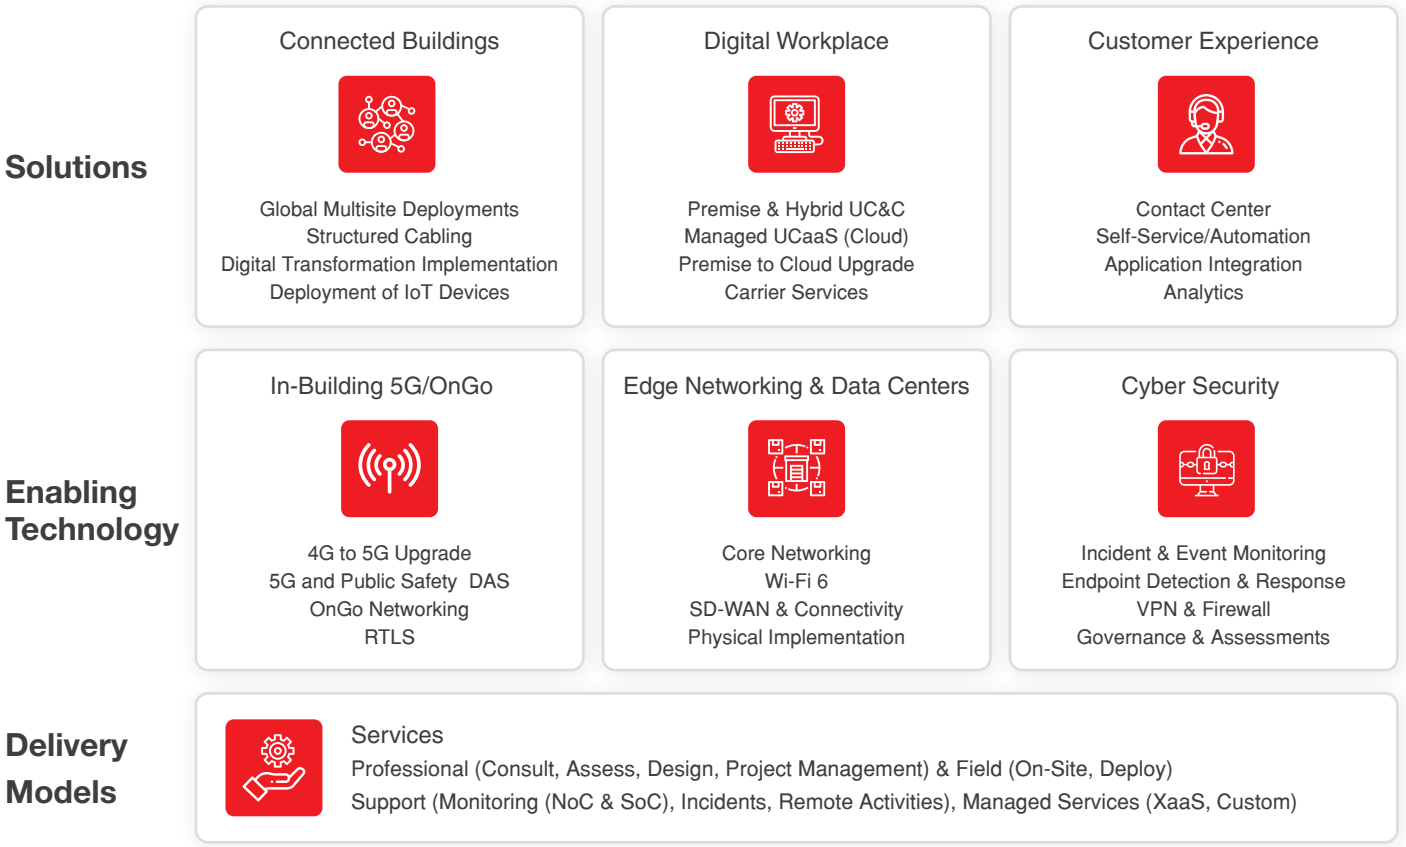 Solutions
Connected Buildings
Global Multisite Deployments
Structured Cabling
Digital Transformation Implementation
Deployment of IoT Devices
Digital Workplace
Premise & Hybrid UC&C
Managed UCaaS (Cloud)
Premise to Cloud Upgrade
Carrier Services
Customer Experience
Contact Center
Self-Service/Automation
Application Integration
Analytics
Enabling
Technology
In-Building 5G/OnGo
4G to 5G Upgrade
5G and Public Safety  DAS
OnGo Networking
RTLS
Edge Networking & Data Centers
Core Networking
Wi-Fi 6
SD-WAN & Connectivity
Physical Implementation
Cyber Security
Incident & Event Monitoring
Endpoint Detection & Response
VPN & Firewall
Governance & Assessments
Delivery
Models
Services
Professional (Consult, Assess, Design, Project Management) & Field (On-Site, Deploy)
Support (Monitoring (NoC & SoC), Incidents, Remote Activities), Managed Services (XaaS, Custom)